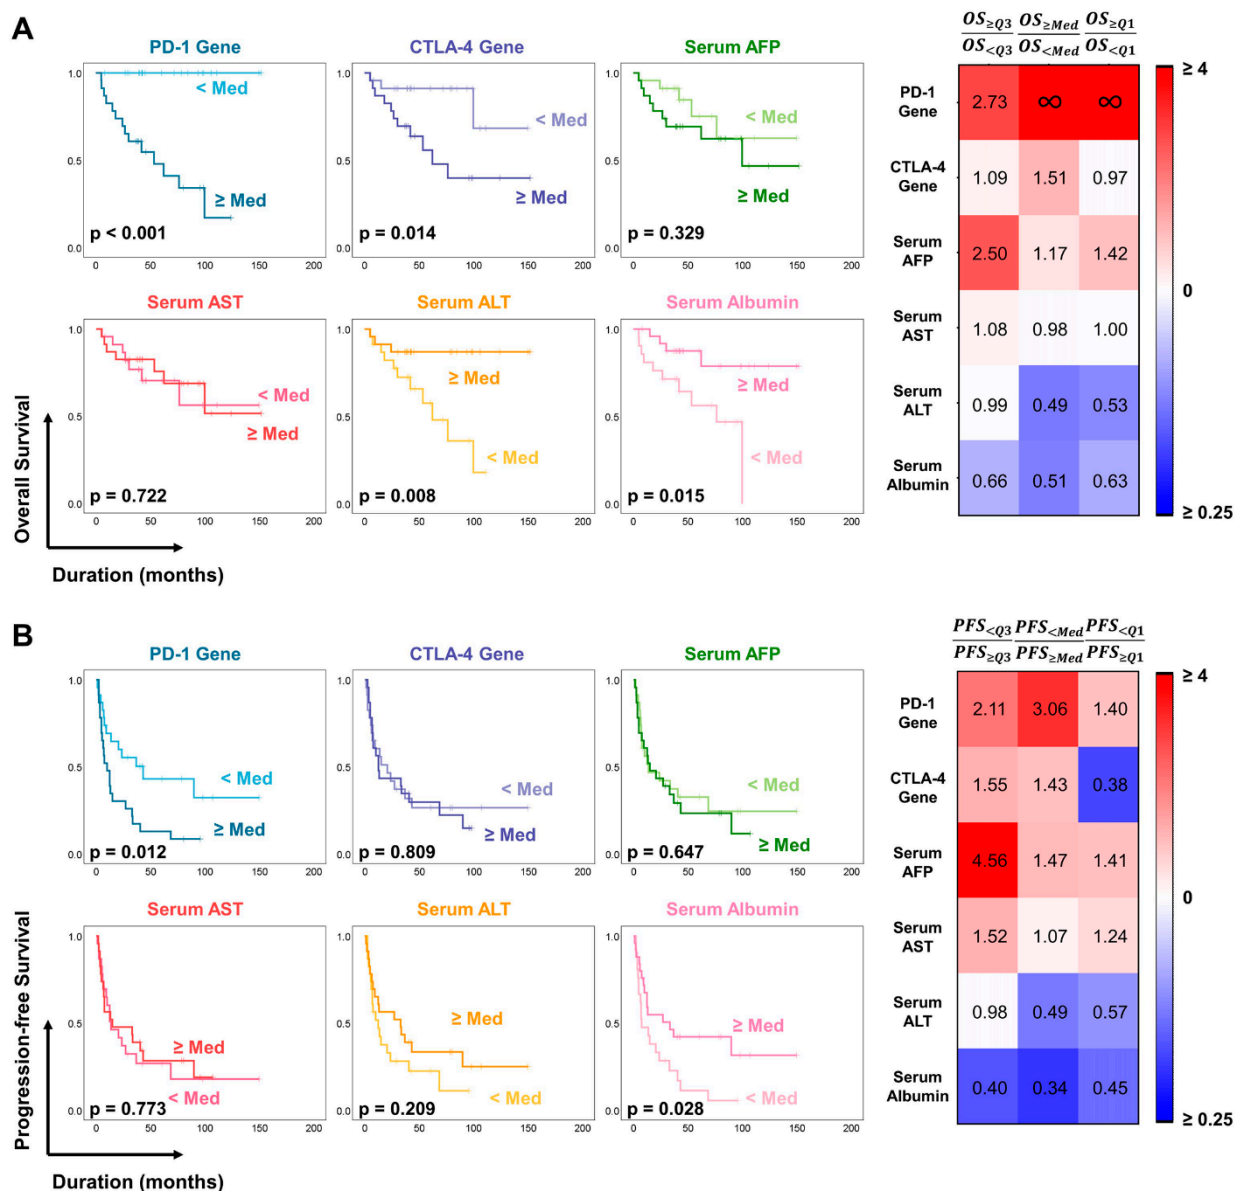 A
PD-1 Gene
CTLA-4 Gene
Serum AFP
OS≥Q3 OS≥Med OS≥Q1
OS<Q3 OS<Med OS<Q1
1.0 0.5 0.0
< Med
≥ Med
p < 0.001
0 50 100 150 200
1.0 0.5 0.0
< Med
≥ Med
p = 0.014
0 50 100 150 200
1.0 0.5 0.0
< Med
≥ Med
p = 0.329
0 50 100 150 200
Serum AST
Serum ALT
Serum Albumin
1.0 0.5 0.0
< Med
≥ Med
p = 0.722
0 50 100 150 200
1.0 0.5 0.0
≥ Med
< Med
p = 0.008
0 50 100 150 200
1.0 0.5 0.0
≥ Med
< Med
p = 0.015
0 50 100 150 200
Overall Survival
Duration (months)
PD-1 Gene 2.73 ∞ ∞
CTLA-4 Gene 1.09 1.51 0.97
Serum AFP 2.50 1.17 1.42
Serum AST 1.08 0.98 1.00
Serum ALT 0.99 0.49 0.53
Serum Albumin 0.66 0.51 0.63
≥ 4
0
≥ 0.25
B
PD-1 Gene
CTLA-4 Gene
Serum AFP
PFS<Q3 PFS<Med PFS<Q1
PFS≥Q3 PFS≥Med PFS≥Q1
1.0 0.5 0.0
< Med
≥ Med
p = 0.012
0 50 100 150 200
1.0 0.5 0.0
< Med
≥ Med
p = 0.809
0 50 100 150 200
1.0 0.5 0.0
< Med
≥ Med
p = 0.647
0 50 100 150 200
Serum AST
Serum ALT
Serum Albumin
1.0 0.5 0.0
≥ Med
< Med
p = 0.773
0 50 100 150 200
1.0 0.5 0.0
≥ Med
< Med
p = 0.209
0 50 100 150 200
1.0 0.5 0.0
≥ Med
< Med
p = 0.028
0 50 100 150 200
Progression-free Survival
Duration (months)
PD-1 Gene 2.11 3.06 1.40
CTLA-4 Gene 1.55 1.43 0.38
Serum AFP 4.56 1.47 1.41
Serum AST 1.52 1.07 1.24
Serum ALT 0.98 0.49 0.57
Serum Albumin 0.40 0.34 0.45
≥ 4
0
≥ 0.25